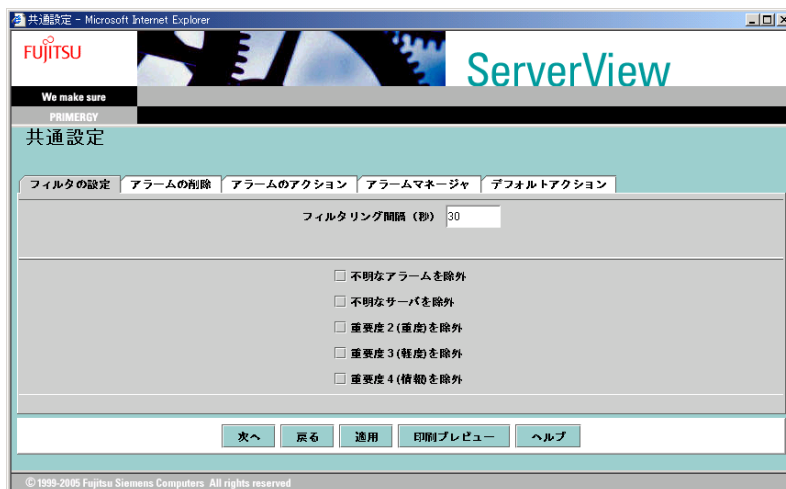 共通設定 - Microsoft Internet Explorer
FUJITSU
ServerView
We make sure
PRIMERGY
共通設定
フィルタの設定 アラームの削除 アラームのアクション アラームマネージャ デフォルトアクション
フィルタリング間隔 (秒) 30
不明なアラームを除外
不明なサーバを除外
重要度2(重度)を除外
重要度3(軽度)を除外
重要度4(情報)を除外
次へ 戻る 適用 印刷プレビュー ヘルプ
©1999-2005 Fujitsu Siemens Computers All rights reserved